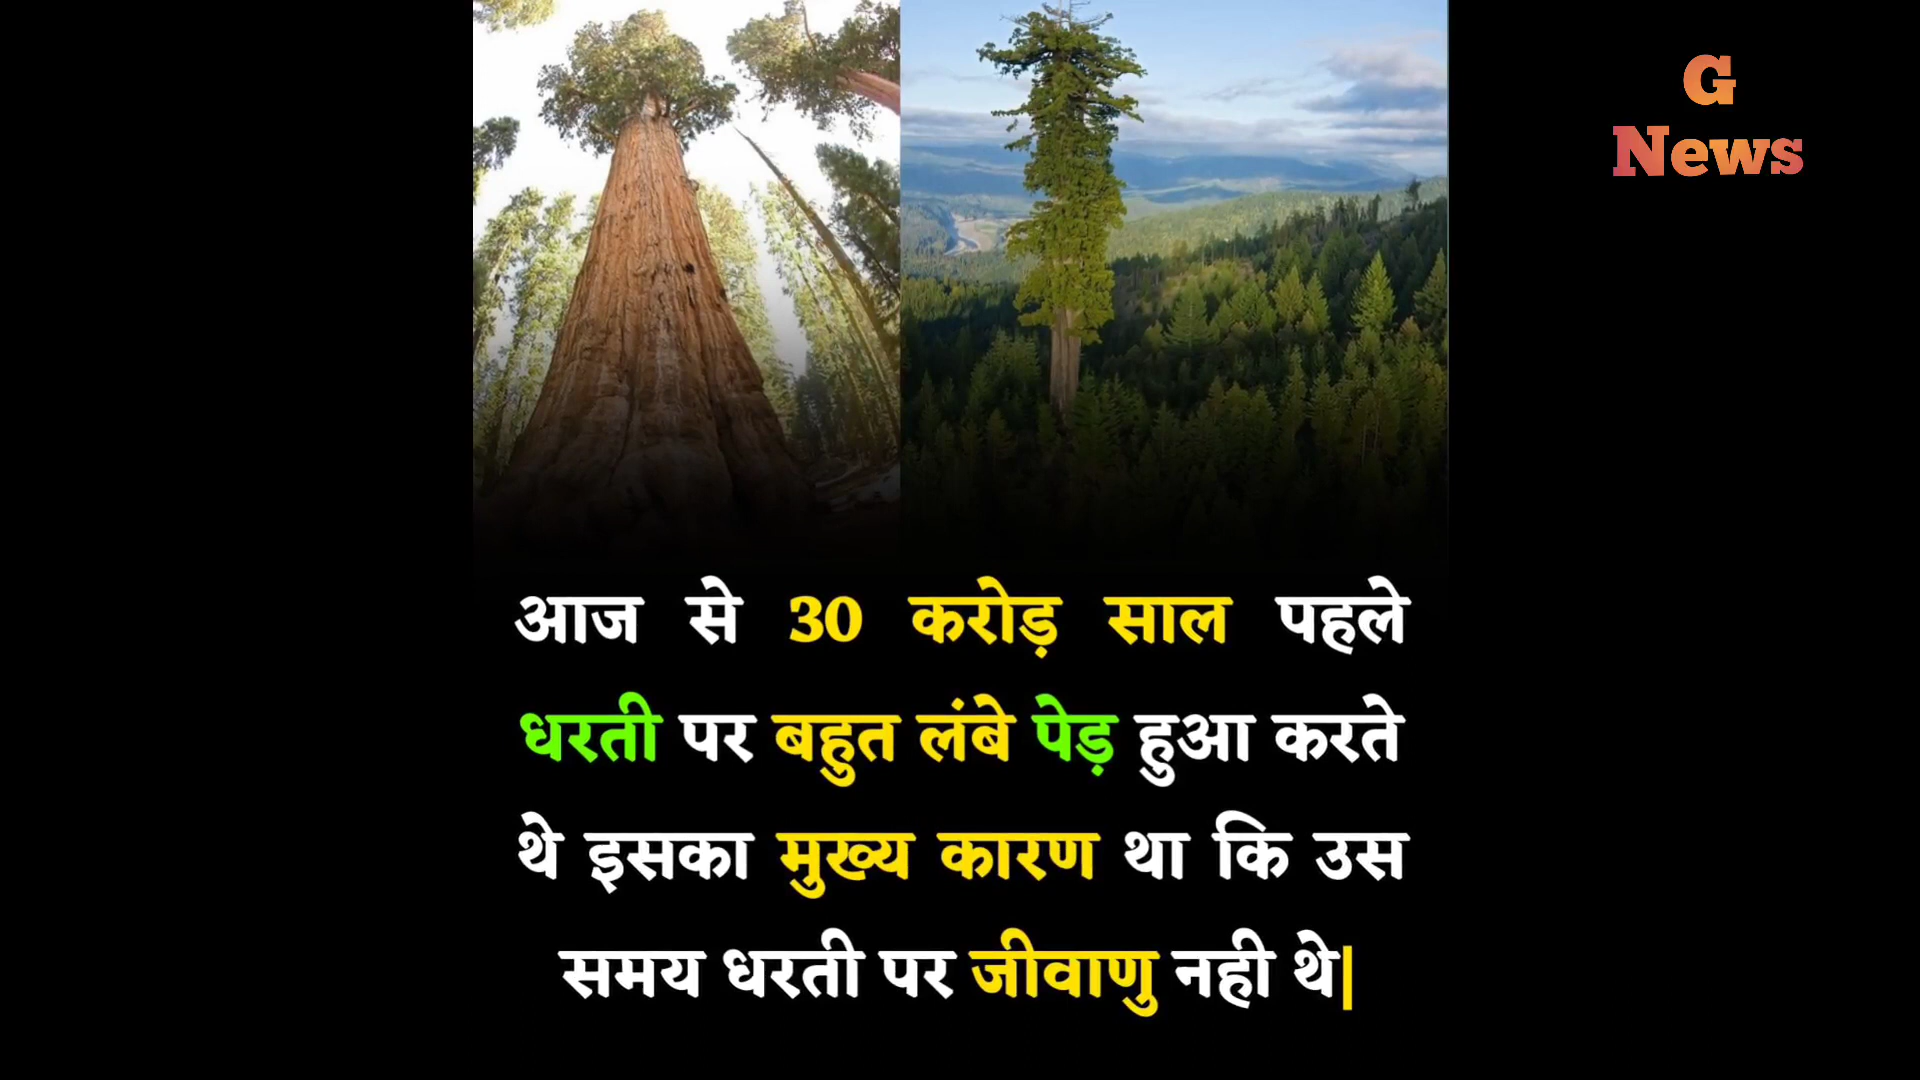 G
News
आज से 30 करोड़ साल पहले
धरती पर बहुत लंबे पेड़ हुआ करते
थे इसका मुख्य कारण था कि उस
समय धरती पर जीवाणु नही थे|